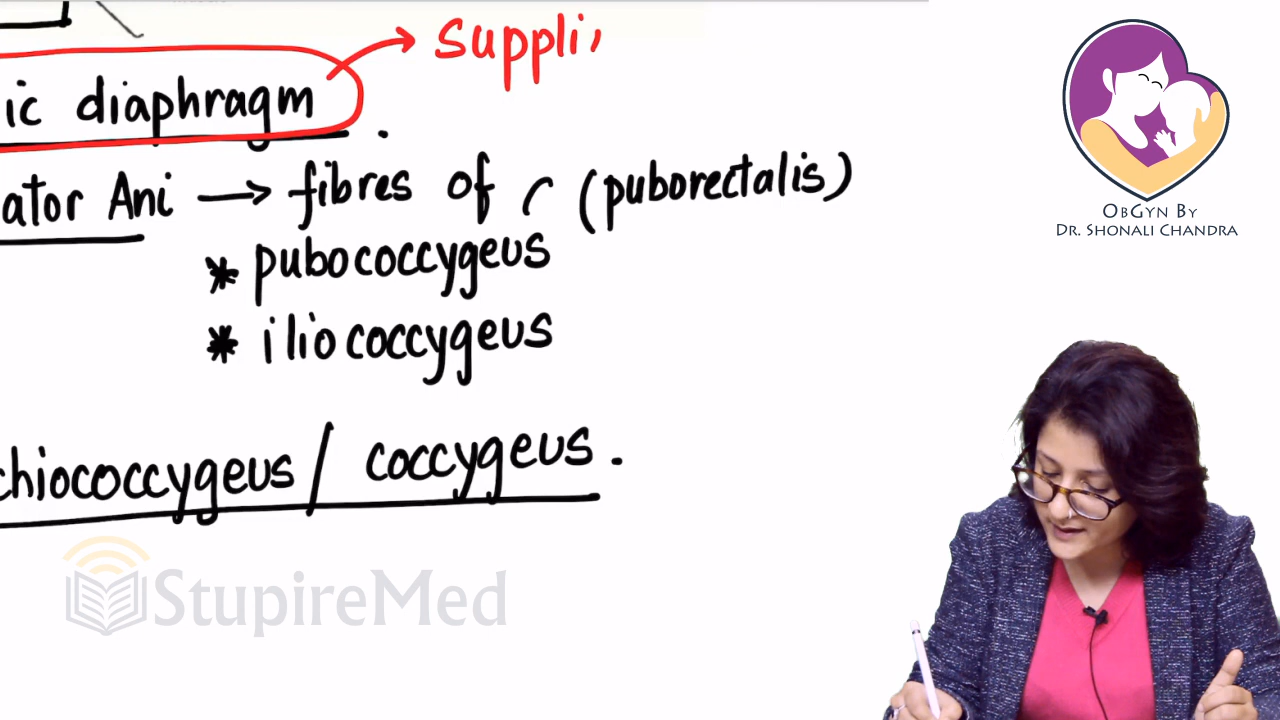 suppli
ic diaphragm
ator Ani → fibres of (puborectalis)
* pubococcygeus
* iliococcygeus
chiococcygeus / coccygeus.
StupireMed
ObGyn By
Dr. Shonali Chandra